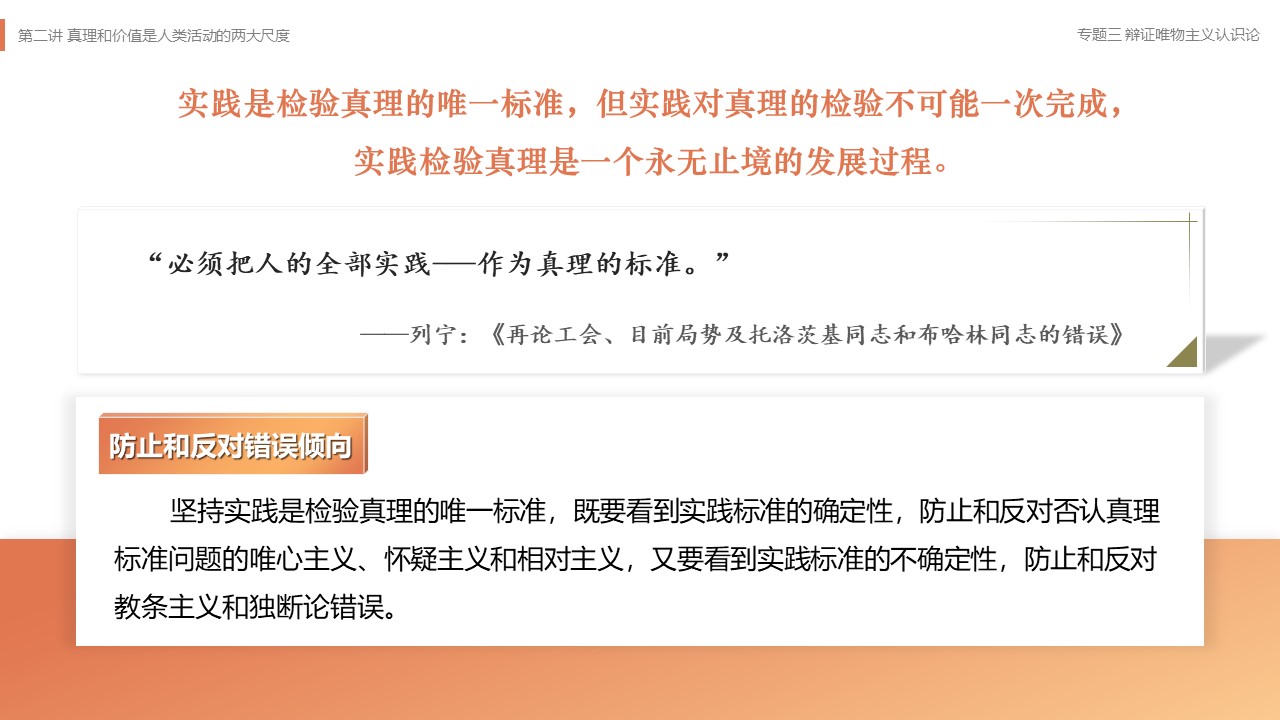 第二讲 真理和价值是人类活动的两大尺度
专题三 辩证唯物主义认识论
实践是检验真理的唯一标准，但实践对真理的检验不可能一次完成，
实践检验真理是一个永无止境的发展过程。
“必须把人的全部实践——作为真理的标准。”
——列宁：《再论工会、目前局势及托洛茨基同志和布哈林同志的错误》
防止和反对错误倾向
坚持实践是检验真理的唯一标准，既要看到实践标准的确定性，防止和反对否认真理
标准问题的唯心主义、怀疑主义和相对主义，又要看到实践标准的不确定性，防止和反对
教条主义和独断论错误。